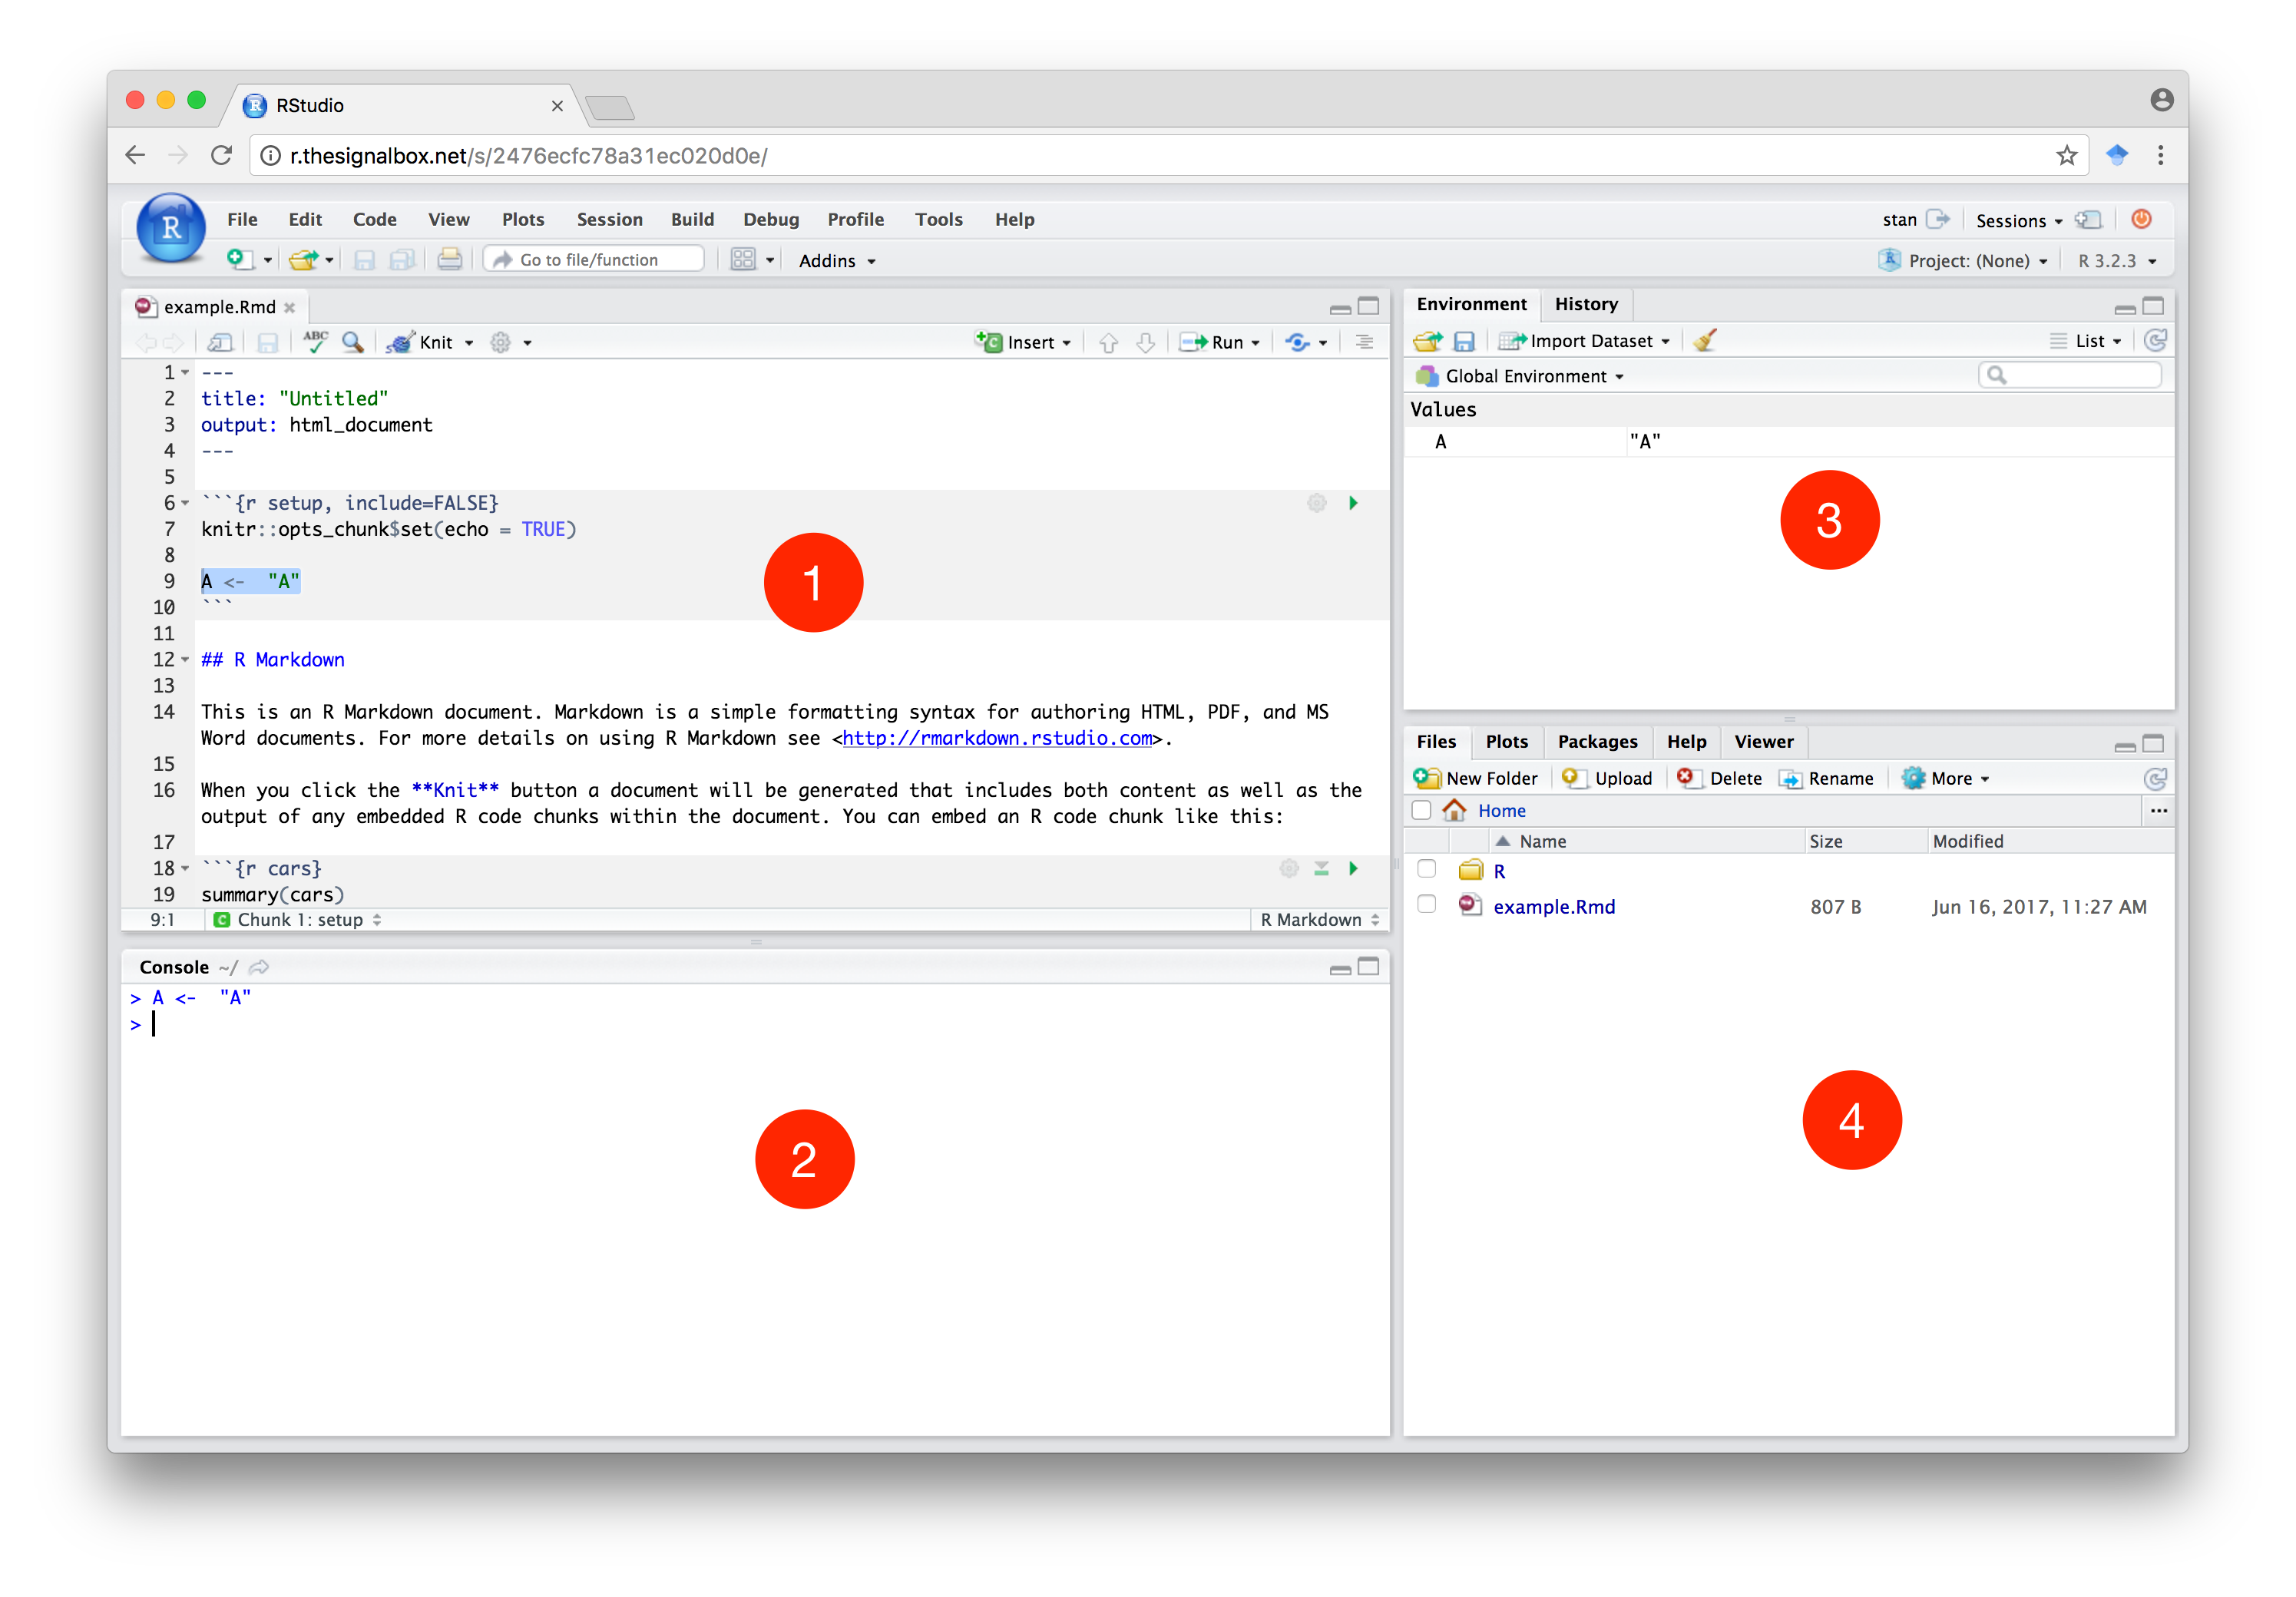 RStudio
r.thesignalbox.net/s/2476ecfc78a31ec020d0e/
R File Edit Code View Plots Session Build Debug Profile Tools Help stan Sessions
Go to file/function Addins Project: (None) R 3.2.3
example.Rmd
ABC Knit Insert Run
1 ---
2 title: "Untitled"
3 output: html_document
4 ---
5
6 ```{r setup, include=FALSE}
7 knitr::opts_chunk$set(echo = TRUE)
8
9 A <-  "A"
10 ```
11
12 ## R Markdown
13
14 This is an R Markdown document. Markdown is a simple formatting syntax for authoring HTML, PDF, and MS
Word documents. For more details on using R Markdown see <http://rmarkdown.rstudio.com>.
15
16 When you click the **Knit** button a document will be generated that includes both content as well as the
output of any embedded R code chunks within the document. You can embed an R code chunk like this:
17
18 ```{r cars}
19 summary(cars)
9:1 C Chunk 1: setup R Markdown
1
Console ~/
> A <-  "A"
>
2
Environment History
Import Dataset List
Global Environment
Values
A "A"
3
Files Plots Packages Help Viewer
New Folder Upload Delete Rename More
Home ...
Name Size Modified
R
example.Rmd 807 B Jun 16, 2017, 11:27 AM
4